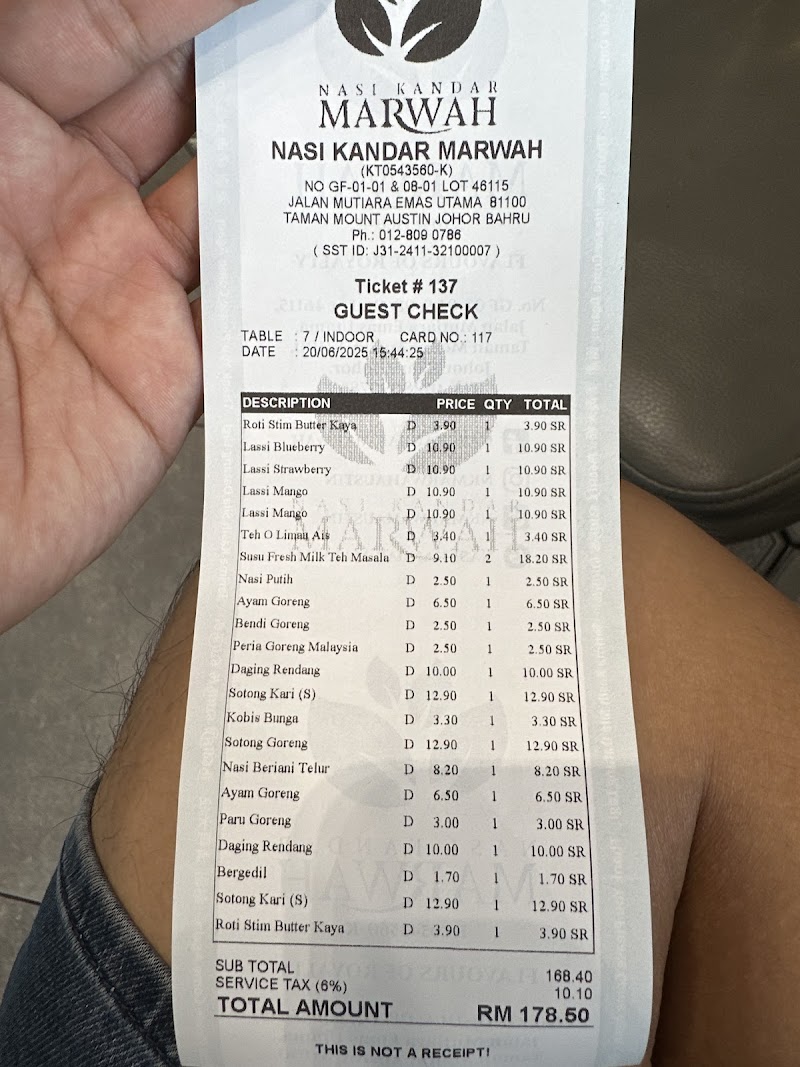 NASI KANDAR
MARWAH
NASI KANDAR MARWAH
(KT0543560-K)
NO GF-01-01 & 08-01 LOT 46115
JALAN MUTIARA EMAS UTAMA 81100
TAMAN MOUNT AUSTIN JOHOR BAHRU
Ph.: 012-809 0786
( SST ID: J31-2411-32100007 )
Ticket # 137
GUEST CHECK
TABLE : 7 / INDOOR CARD NO.: 117
DATE : 20/06/2025 15:44:25
DESCRIPTION PRICE QTY TOTAL
Roti Stim Butter Kaya D 3.90 1 3.90 SR
Lassi Blueberry D 10.90 1 10.90 SR
Lassi Strawberry D 10.90 1 10.90 SR
Lassi Mango D 10.90 1 10.90 SR
Lassi Mango D 10.90 1 10.90 SR
Teh O Limau Ais D 3.40 1 3.40 SR
Susu Fresh Milk Teh Masala D 9.10 2 18.20 SR
Nasi Putih D 2.50 1 2.50 SR
Ayam Goreng D 6.50 1 6.50 SR
Bendi Goreng D 2.50 1 2.50 SR
Peria Goreng Malaysia D 2.50 1 2.50 SR
Daging Rendang D 10.00 1 10.00 SR
Sotong Kari (S) D 12.90 1 12.90 SR
Kobis Bunga D 3.30 1 3.30 SR
Sotong Goreng D 12.90 1 12.90 SR
Nasi Beriani Telur D 8.20 1 8.20 SR
Ayam Goreng D 6.50 1 6.50 SR
Paru Goreng D 3.00 1 3.00 SR
Daging Rendang D 10.00 1 10.00 SR
Bergedil D 1.70 1 1.70 SR
Sotong Kari (S) D 12.90 1 12.90 SR
Roti Stim Butter Kaya D 3.90 1 3.90 SR
SUB TOTAL 168.40
SERVICE TAX (6%) 10.10
TOTAL AMOUNT RM 178.50
THIS IS NOT A RECEIPT!